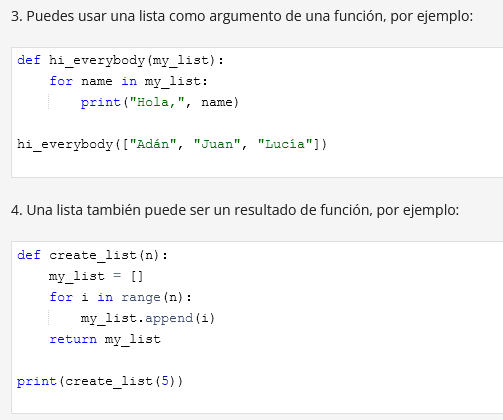 3. Puedes usar una lista como argumento de una función, por ejemplo:
def hi_everybody(my_list):
    for name in my_list:
        print("Hola,", name)
hi_everybody(["Adán", "Juan", "Lucía"])
4. Una lista también puede ser un resultado de función, por ejemplo:
def create_list(n):
    my_list = []
    for i in range(n):
        my_list.append(i)
    return my_list
print(create_list(5))